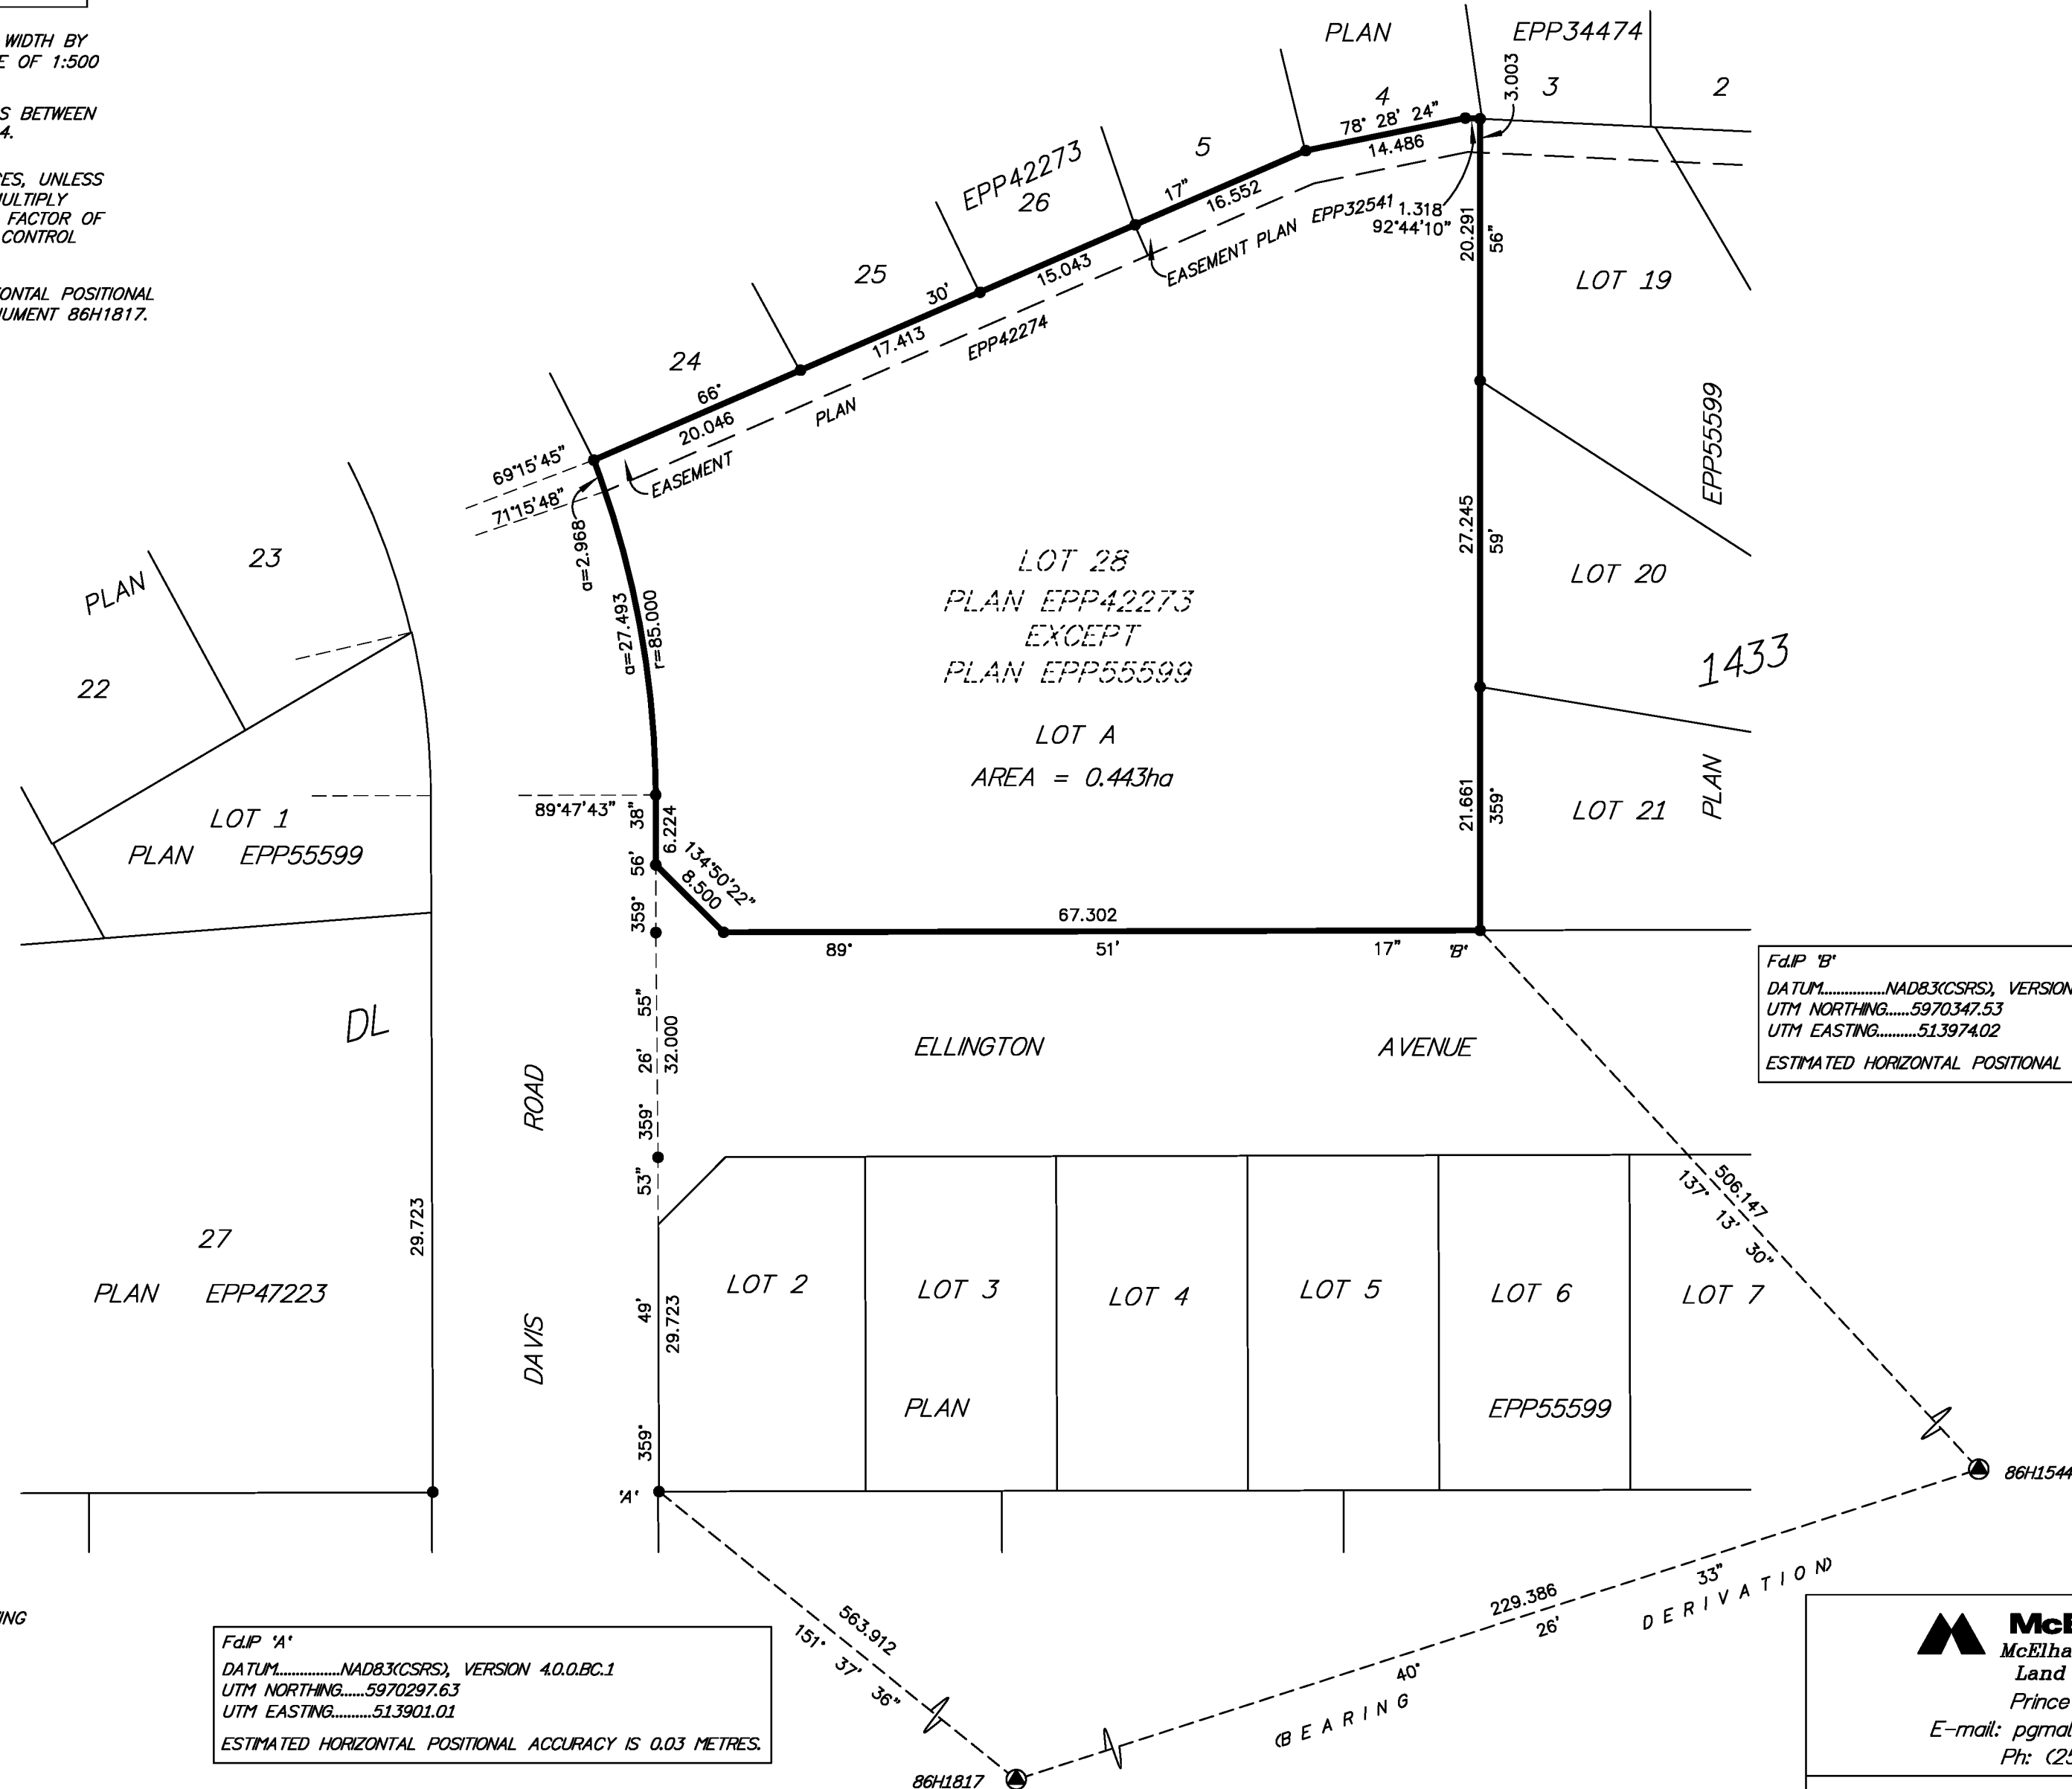 WIDTH BY
E OF 1:500
S BETWEEN
4.
CES, UNLESS
MULTIPLY
FACTOR OF
CONTROL
ONTAL POSITIONAL
NUMENT 86H1817.
PLAN
EPP34474
3.003
4
3
2
78° 28' 24"
14.486
5
EPP42273
26
17"
16.552
EASEMENT PLAN EPP32541
1.318
92°44'10"
20.291
56"
LOT 19
25
30'
15.043
17.413
EPP42274
24
66°
20.046
PLAN
EASEMENT
69°15'45"
71°15'48"
a=2.968
EPP55599
27.245
59'
LOT 20
23
PLAN
22
a=27.493
r=85.000
LOT 28
PLAN EPP42273
EXCEPT
PLAN EPP55599
1433
LOT A
AREA = 0.443ha
21.661
359°
LOT 21
PLAN
89°47'43"
38"
6.224
56'
134°50'22"
8.500
359°
LOT 1
PLAN EPP55599
67.302
89° 51' 17"
'B'
Fd.IP 'B'
DATUM................NAD83(CSRS), VERSION
UTM NORTHING......5970347.53
UTM EASTING..........513974.02
ESTIMATED HORIZONTAL POSITIONAL
DL
55"
26'
32.000
359°
ELLINGTON AVENUE
DAVIS ROAD
53"
49'
29.723
359°
29.723
27
PLAN EPP47223
506.147
137° 13' 30"
LOT 2
LOT 3
LOT 4
LOT 5
LOT 6
LOT 7
PLAN
EPP55599
86H1544
'A'
563.912
151° 37' 36"
229.386
40° 26' 33"
(BEARING DERIVATION)
ING
Fd.IP 'A'
DATUM................NAD83(CSRS), VERSION 4.0.0.BC.1
UTM NORTHING......5970297.63
UTM EASTING..........513901.01
ESTIMATED HORIZONTAL POSITIONAL ACCURACY IS 0.03 METRES.
86H1817
McE
McElha
Land
Prince
E-mail: pgmal
Ph: (25